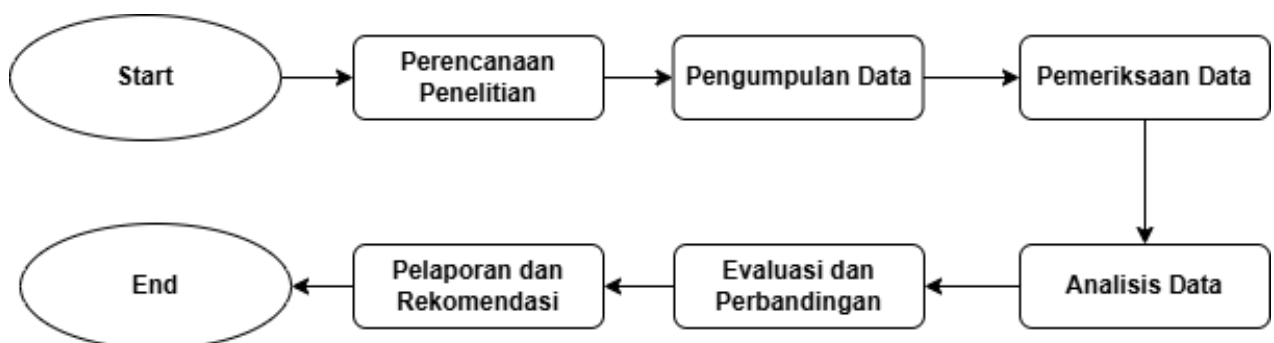 Start
Perencanaan
Penelitian
Pengumpulan Data
Pemeriksaan Data
Analisis Data
Evaluasi dan
Perbandingan
Pelaporan dan
Rekomendasi
End